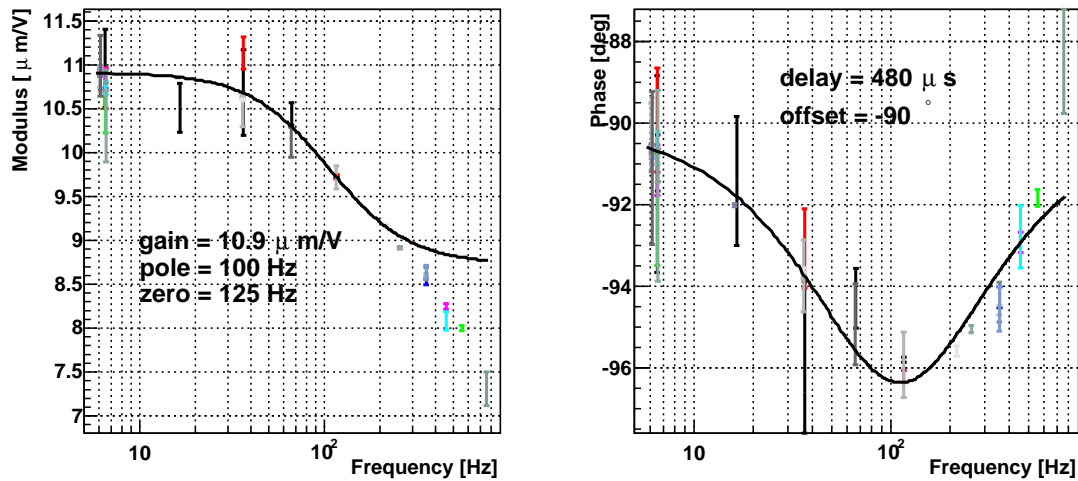 Modulus [ μ m/V]
11.5
11
10.5
10
9.5
9
8.5
8
7.5
7
gain = 10.9 μ m/V
pole = 100 Hz
zero = 125 Hz
10
10²
Frequency [Hz]
Phase [deg]
-88
-90
-92
-94
-96
delay = 480 μ s
offset = -90 °
10
10²
Frequency [Hz]